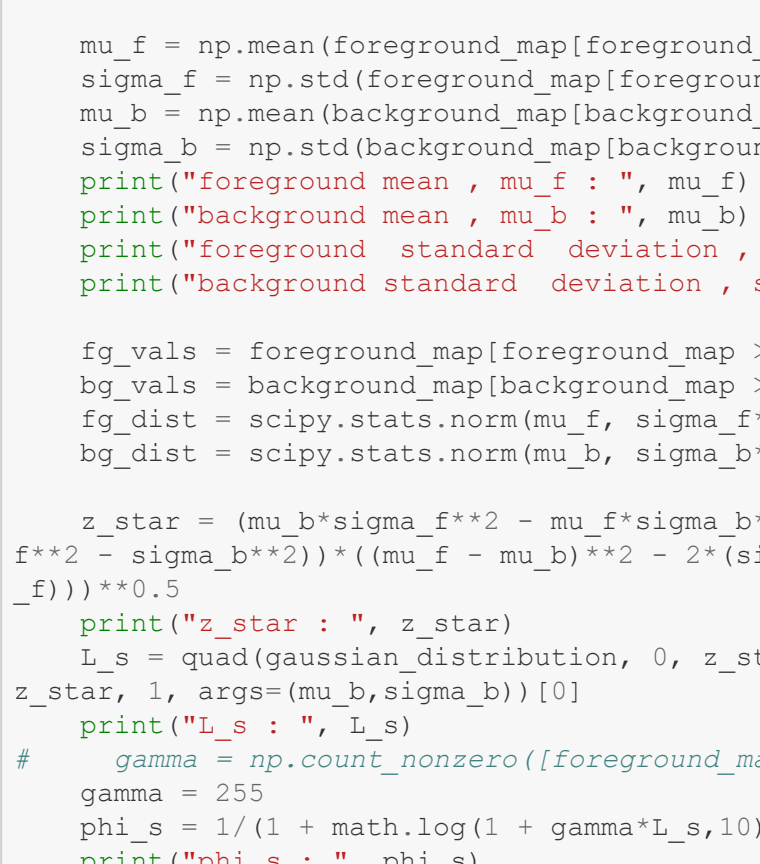 mu_f = np.mean(foreground_map[foreground_
sigma_f = np.std(foreground_map[foregroun
mu_b = np.mean(background_map[background_
sigma_b = np.std(background_map[backgroun
print("foreground mean , mu_f : ", mu_f)
print("background mean , mu_b : ", mu_b)
print("foreground  standard  deviation ,
print("background standard  deviation , s
fg_vals = foreground_map[foreground_map >
bg_vals = background_map[background_map >
fg_dist = scipy.stats.norm(mu_f, sigma_f*
bg_dist = scipy.stats.norm(mu_b, sigma_b*
z_star = (mu_b*sigma_f**2 - mu_f*sigma_b*
f**2 - sigma_b**2))*((mu_f - mu_b)**2 - 2*(si
_f)))**0.5
print("z_star : ", z_star)
L_s = quad(gaussian_distribution, 0, z_st
z_star, 1, args=(mu_b,sigma_b))[0]
print("L_s : ", L_s)
#     gamma = np.count_nonzero([foreground_ma
gamma = 255
phi_s = 1/(1 + math.log(1 + gamma*L_s,10)
print("phi_s : ", phi_s)